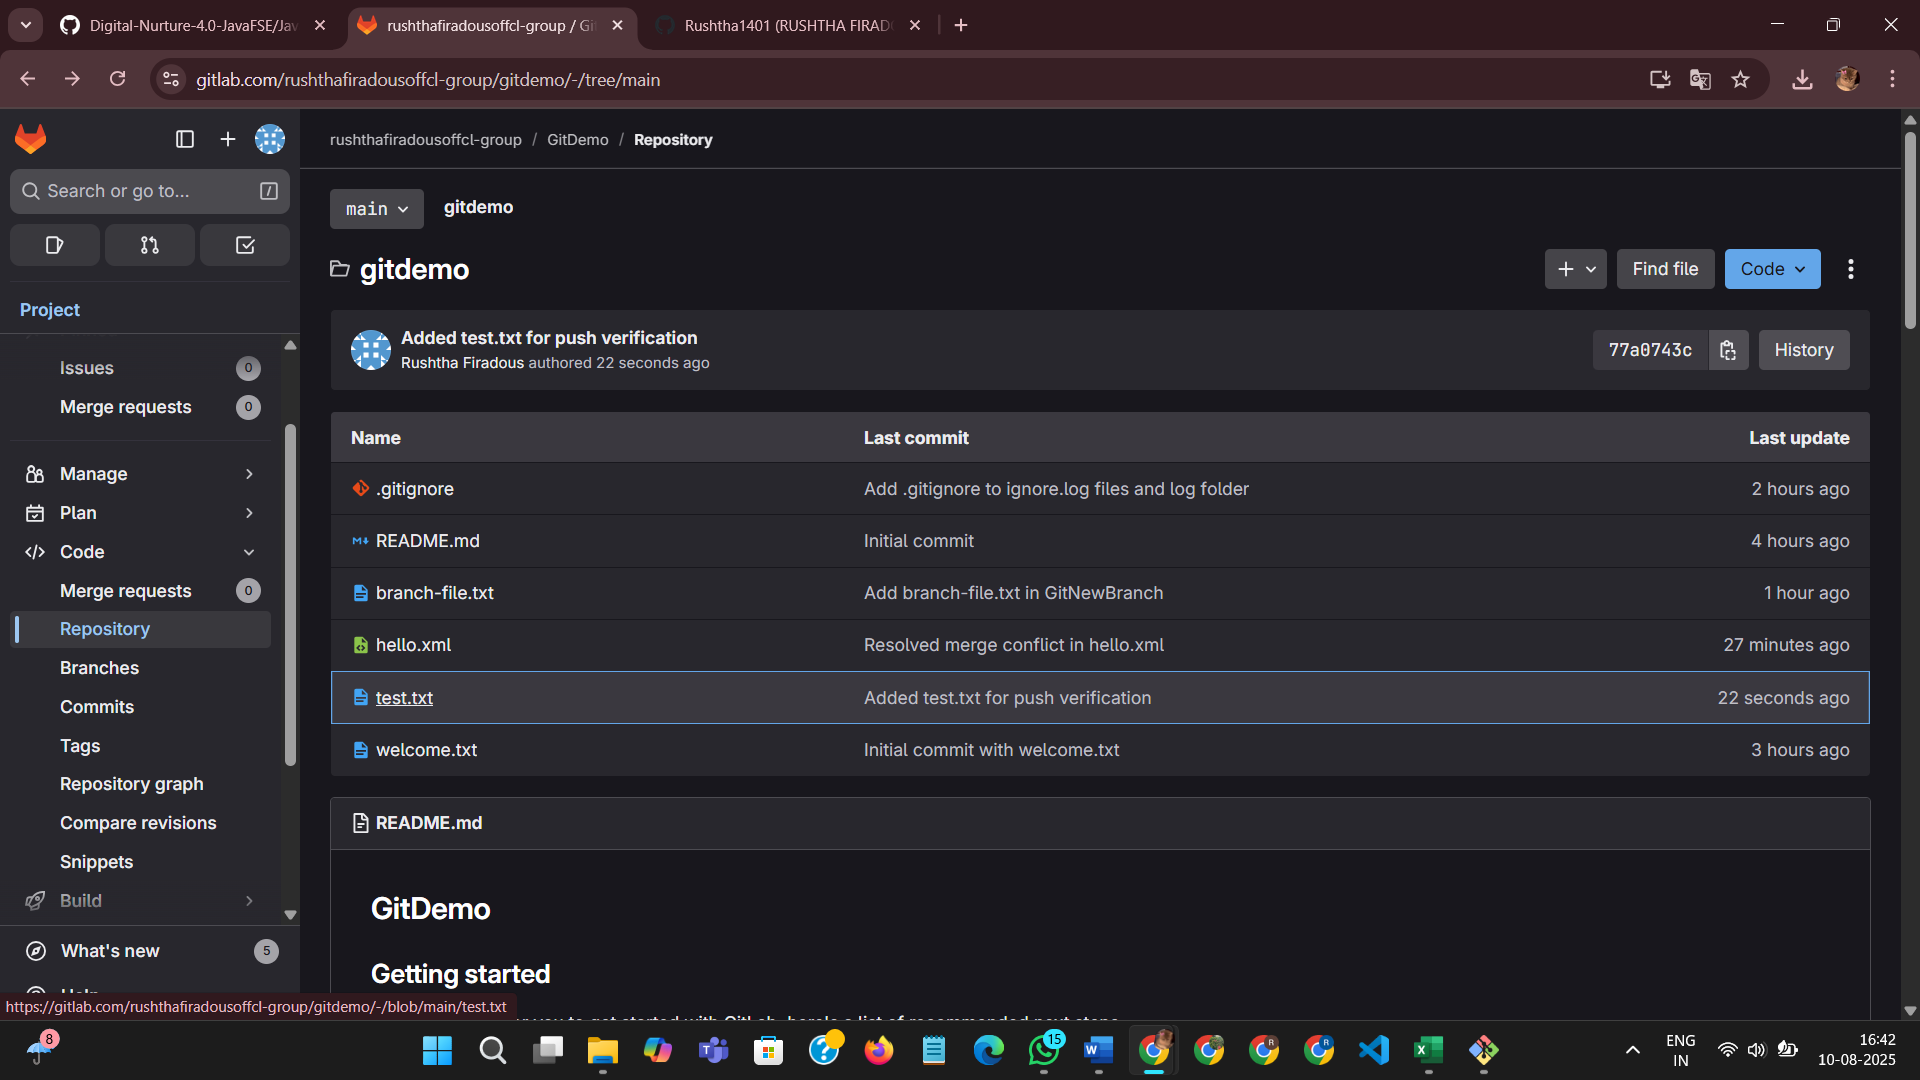 Digital-Nurture-4.0-JavaFSE/Jav
rushthafiradousoffcl-group / Gi
Rushtha1401 (RUSHTHA FIRAD
gitlab.com/rushthafiradousoffcl-group/gitdemo/-/tree/main
rushthafiradousoffcl-group / GitDemo / Repository
Search or go to... /
main
gitdemo
gitdemo
Find file
Code
Project
Added test.txt for push verification
Rushtha Firadous authored 22 seconds ago
77a0743c
History
Issues 0
Merge requests 0
Name Last commit Last update
Manage
.gitignore Add .gitignore to ignore.log files and log folder 2 hours ago
Plan
README.md Initial commit 4 hours ago
Code
Merge requests 0
branch-file.txt Add branch-file.txt in GitNewBranch 1 hour ago
Repository
hello.xml Resolved merge conflict in hello.xml 27 minutes ago
Branches
Commits
test.txt Added test.txt for push verification 22 seconds ago
Tags
welcome.txt Initial commit with welcome.txt 3 hours ago
Repository graph
Compare revisions
Snippets
Build
README.md
GitDemo
What's new 5
Getting started
https://gitlab.com/rushthafiradousoffcl-group/gitdemo/-/blob/main/test.txt
8
15
ENG
IN
16:42
10-08-2025